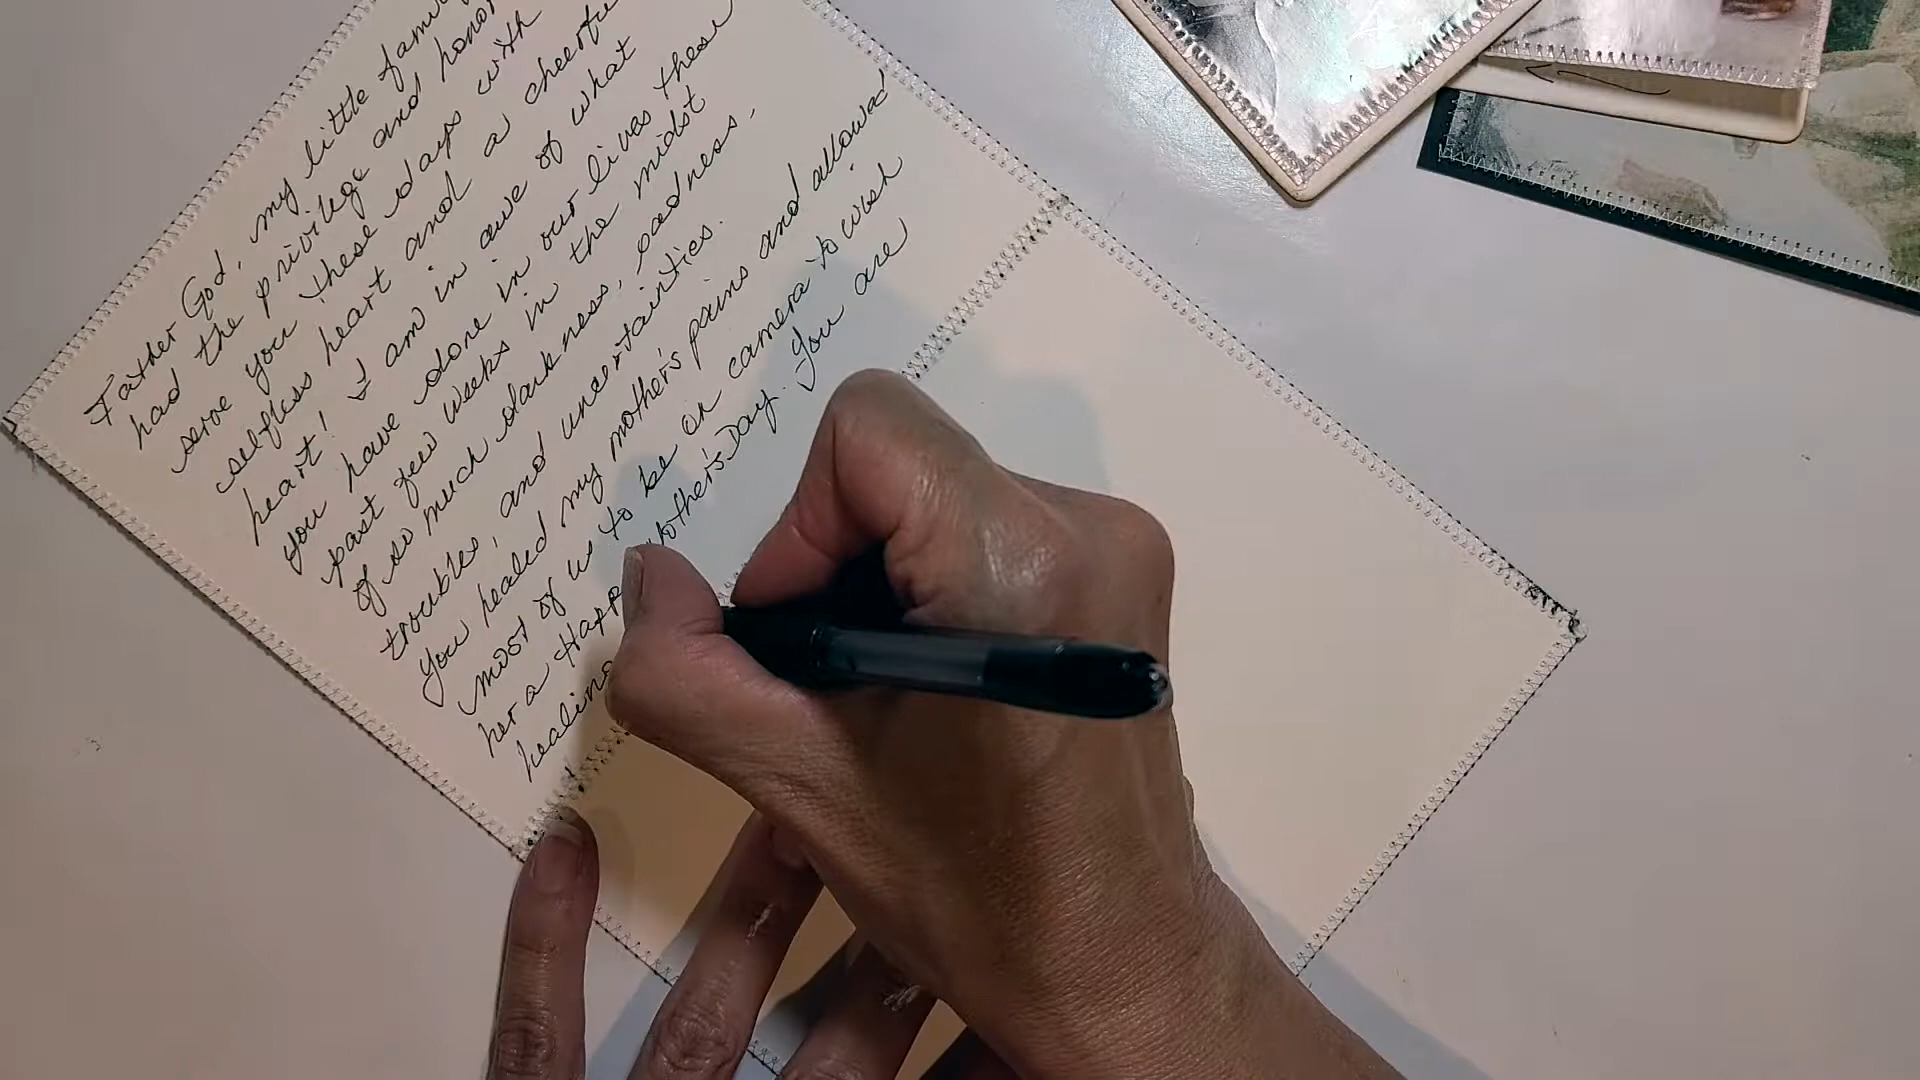 Father God, my little family
had the privilege and honor
serve you these days with
selfless heart and a cheerful
heart! I am in awe of what
you have done in our lives these
past few weeks in the midst
of so much darkness, sadness,
troubles, and uncertainties.
You healed my mother's pains and allowed
most of us to be on camera to wish
her a Happy Mother's Day. You are
healing